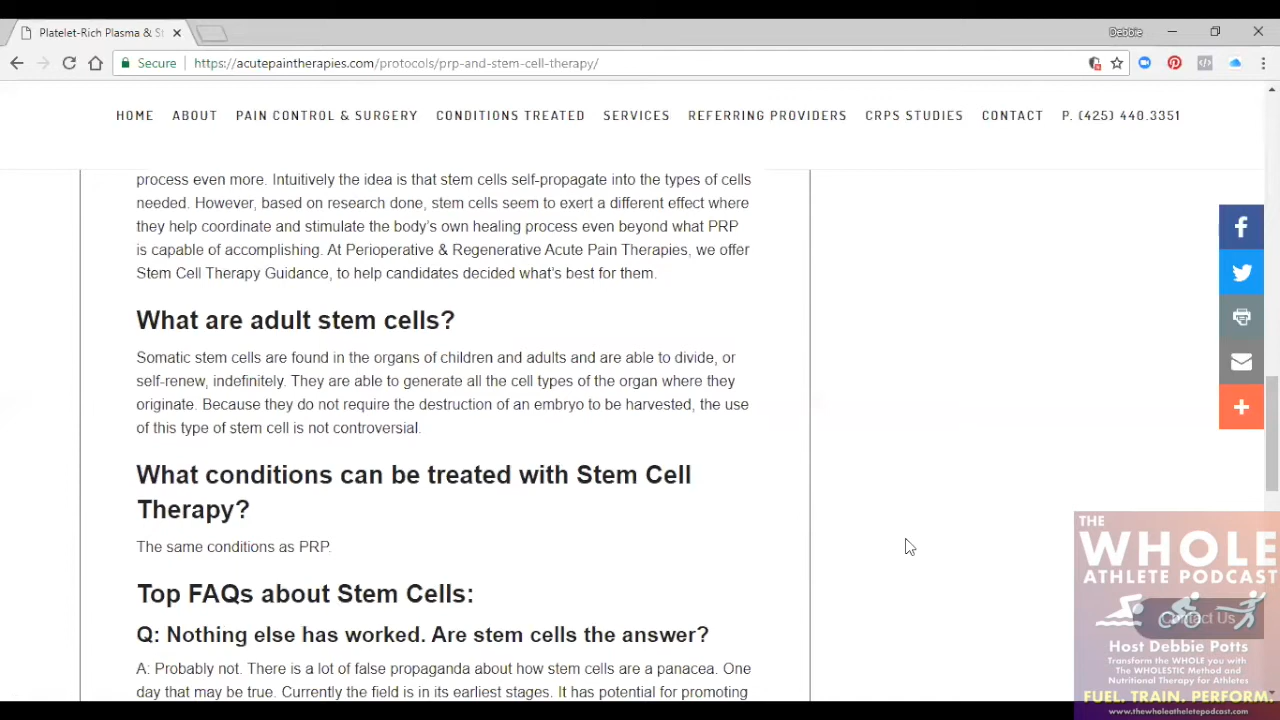 Platelet-Rich Plasma & St
Debbie
Secure
https://acutepaintherapies.com/protocols/prp-and-stem-cell-therapy/
HOME ABOUT PAIN CONTROL & SURGERY CONDITIONS TREATED SERVICES REFERRING PROVIDERS CRPS STUDIES CONTACT P. (425) 440.3351
process even more. Intuitively the idea is that stem cells self-propagate into the types of cells
needed. However, based on research done, stem cells seem to exert a different effect where
they help coordinate and stimulate the body's own healing process even beyond what PRP
is capable of accomplishing. At Perioperative & Regenerative Acute Pain Therapies, we offer
Stem Cell Therapy Guidance, to help candidates decided what's best for them.
What are adult stem cells?
Somatic stem cells are found in the organs of children and adults and are able to divide, or
self-renew, indefinitely. They are able to generate all the cell types of the organ where they
originate. Because they do not require the destruction of an embryo to be harvested, the use
of this type of stem cell is not controversial.
What conditions can be treated with Stem Cell
Therapy?
The same conditions as PRP.
Top FAQs about Stem Cells:
Q: Nothing else has worked. Are stem cells the answer?
A: Probably not. There is a lot of false propaganda about how stem cells are a panacea. One
day that may be true. Currently the field is in its earliest stages. It has potential for promoting
THE
WHOLE
ATHLETE PODCAST
Contact Us
Host Debbie Potts
Transform the WHOLE you with
The WHOLESTIC Method and
Nutritional Therapy for Athletes
FUEL. TRAIN. PERFORM.
www.thewholeathletepodcast.com